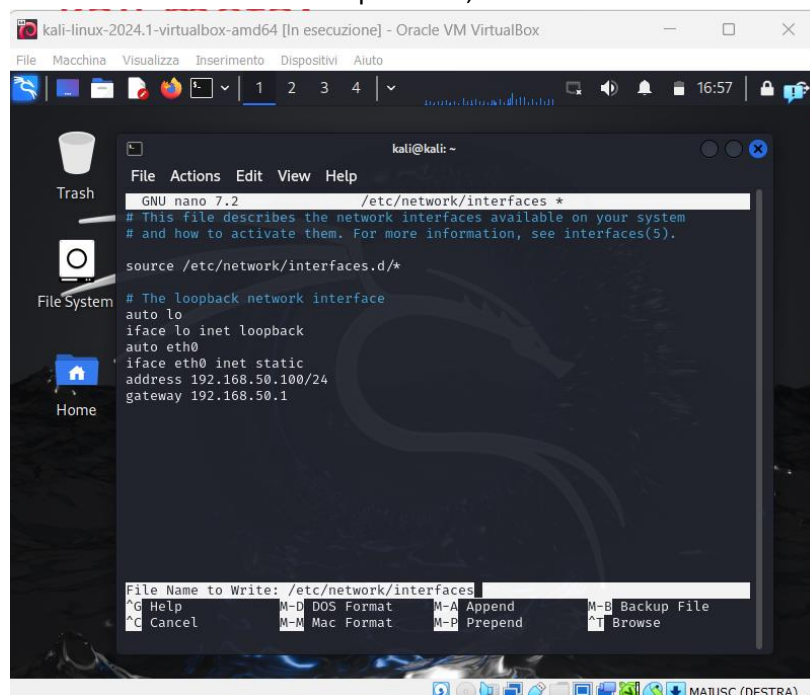 kali-linux-2024.1-virtualbox-amd64 [In esecuzione] - Oracle VM VirtualBox
File Macchina Visualizza Inserimento Dispositivi Aiuto
1 2 3 4 16:57
kali@kali: ~
File Actions Edit View Help
GNU nano 7.2 /etc/network/interfaces *
# This file describes the network interfaces available on your system
# and how to activate them. For more information, see interfaces(5).
source /etc/network/interfaces.d/*
# The loopback network interface
auto lo
iface lo inet loopback
auto eth0
iface eth0 inet static
address 192.168.50.100/24
gateway 192.168.50.1
Trash
File System
Home
File Name to Write: /etc/network/interfaces
^G Help M-D DOS Format M-A Append M-B Backup File
^C Cancel M-M Mac Format M-P Prepend ^T Browse
MAIUSC (DESTRA)